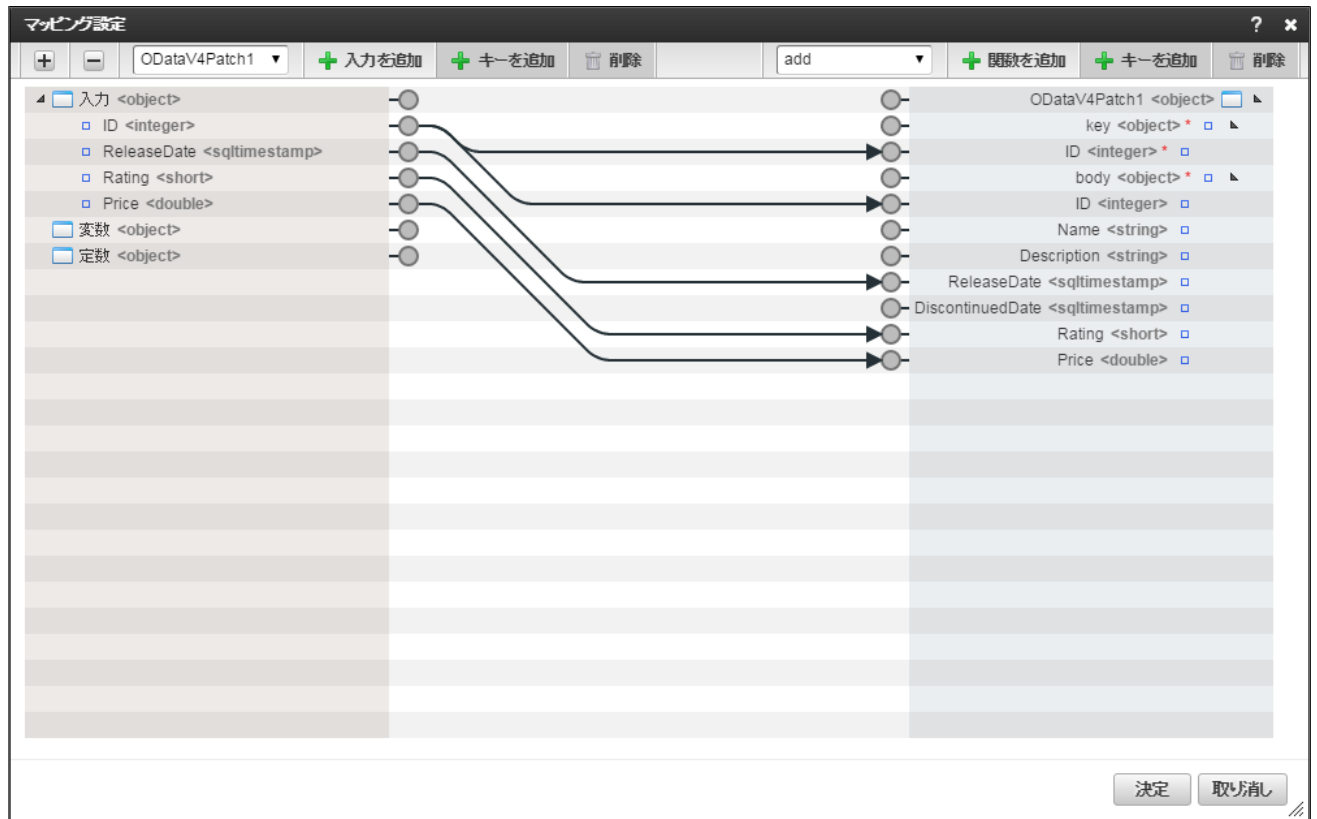 マッピング設定 ?
ODataV4Patch1 入力を追加 キーを追加 削除 add 関数を追加 キーを追加 削除
入力 <object> ODataV4Patch1 <object>
ID <integer> key <object> *
ReleaseDate <sqltimestamp> ID <integer> *
Rating <short> body <object> *
Price <double> ID <integer>
変数 <object> Name <string>
定数 <object> Description <string>
ReleaseDate <sqltimestamp>
DiscontinuedDate <sqltimestamp>
Rating <short>
Price <double>
決定 取り消し